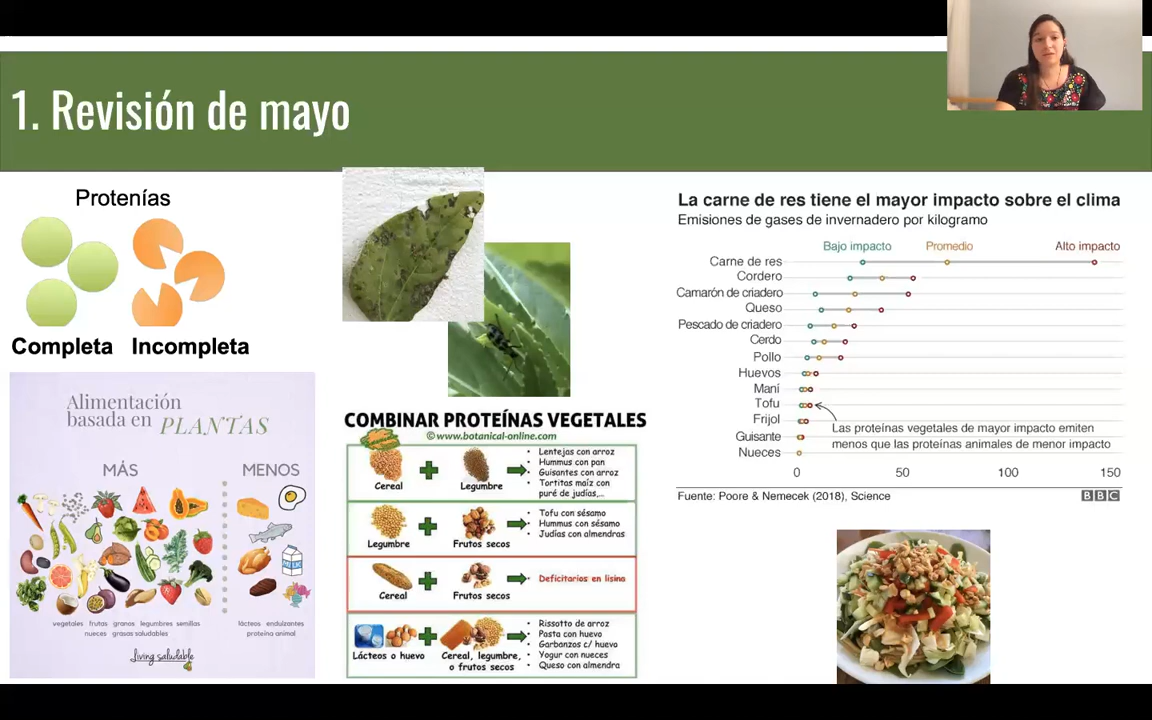 1. Revisión de mayo
Protenías
Completa
Incompleta
Alimentación
basada en PLANTAS
MÁS
MENOS
vegetales frutas granos legumbres semillas
nueces grasas saludables
lácteos endulzantes
proteína animal
Living saludable
COMBINAR PROTEÍNAS VEGETALES
© www.botanical-online.com
Cereal
Legumbre
• Lentejas con arroz
• Hummus con pan
• Guisantes con arroz
• Tortitas maíz con
puré de judías,...
Legumbre
Frutos secos
• Tofu con sésamo
• Hummus con sésamo
• Judías con almendras
Cereal
Frutos secos
• Deficitarios en lisina
Lácteos o huevo
Cereal, legumbre,
o frutos secos
• Rissotto de arroz
• Pasta con huevo
• Garbanzos c/ huevo
• Yogur con nueces
• Queso con almendra
La carne de res tiene el mayor impacto sobre el clima
Emisiones de gases de invernadero por kilogramo
Bajo impacto
Promedio
Alto impacto
Carne de res
Cordero
Camarón de criadero
Queso
Pescado de criadero
Cerdo
Pollo
Huevos
Maní
Tofu
Frijol
Guisante
Nueces
Las proteínas vegetales de mayor impacto emiten
menos que las proteínas animales de menor impacto
0 50 100 150
Fuente: Poore & Nemecek (2018), Science
BBC